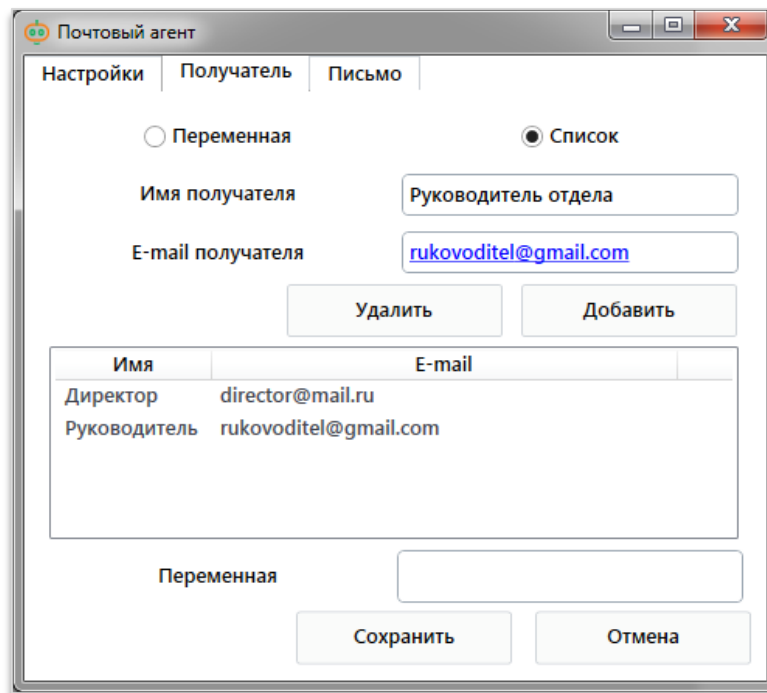 Почтовый агент
Настройки Получатель Письмо
Переменная Список
Имя получателя Руководитель отдела
E-mail получателя rukovoditel@gmail.com
Удалить Добавить
Имя E-mail
Директор director@mail.ru
Руководитель rukovoditel@gmail.com
Переменная
Сохранить Отмена